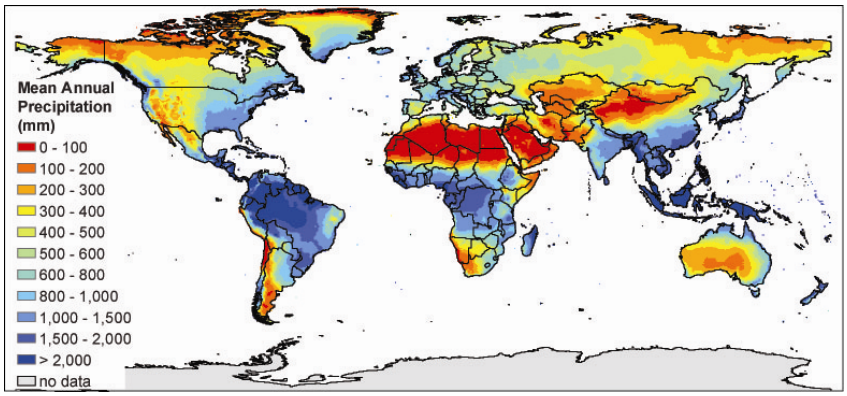 Mean Annual
Precipitation
(mm)
0 - 100
100 - 200
200 - 300
300 - 400
400 - 500
500 - 600
600 - 800
800 - 1,000
1,000 - 1,500
1,500 - 2,000
> 2,000
no data